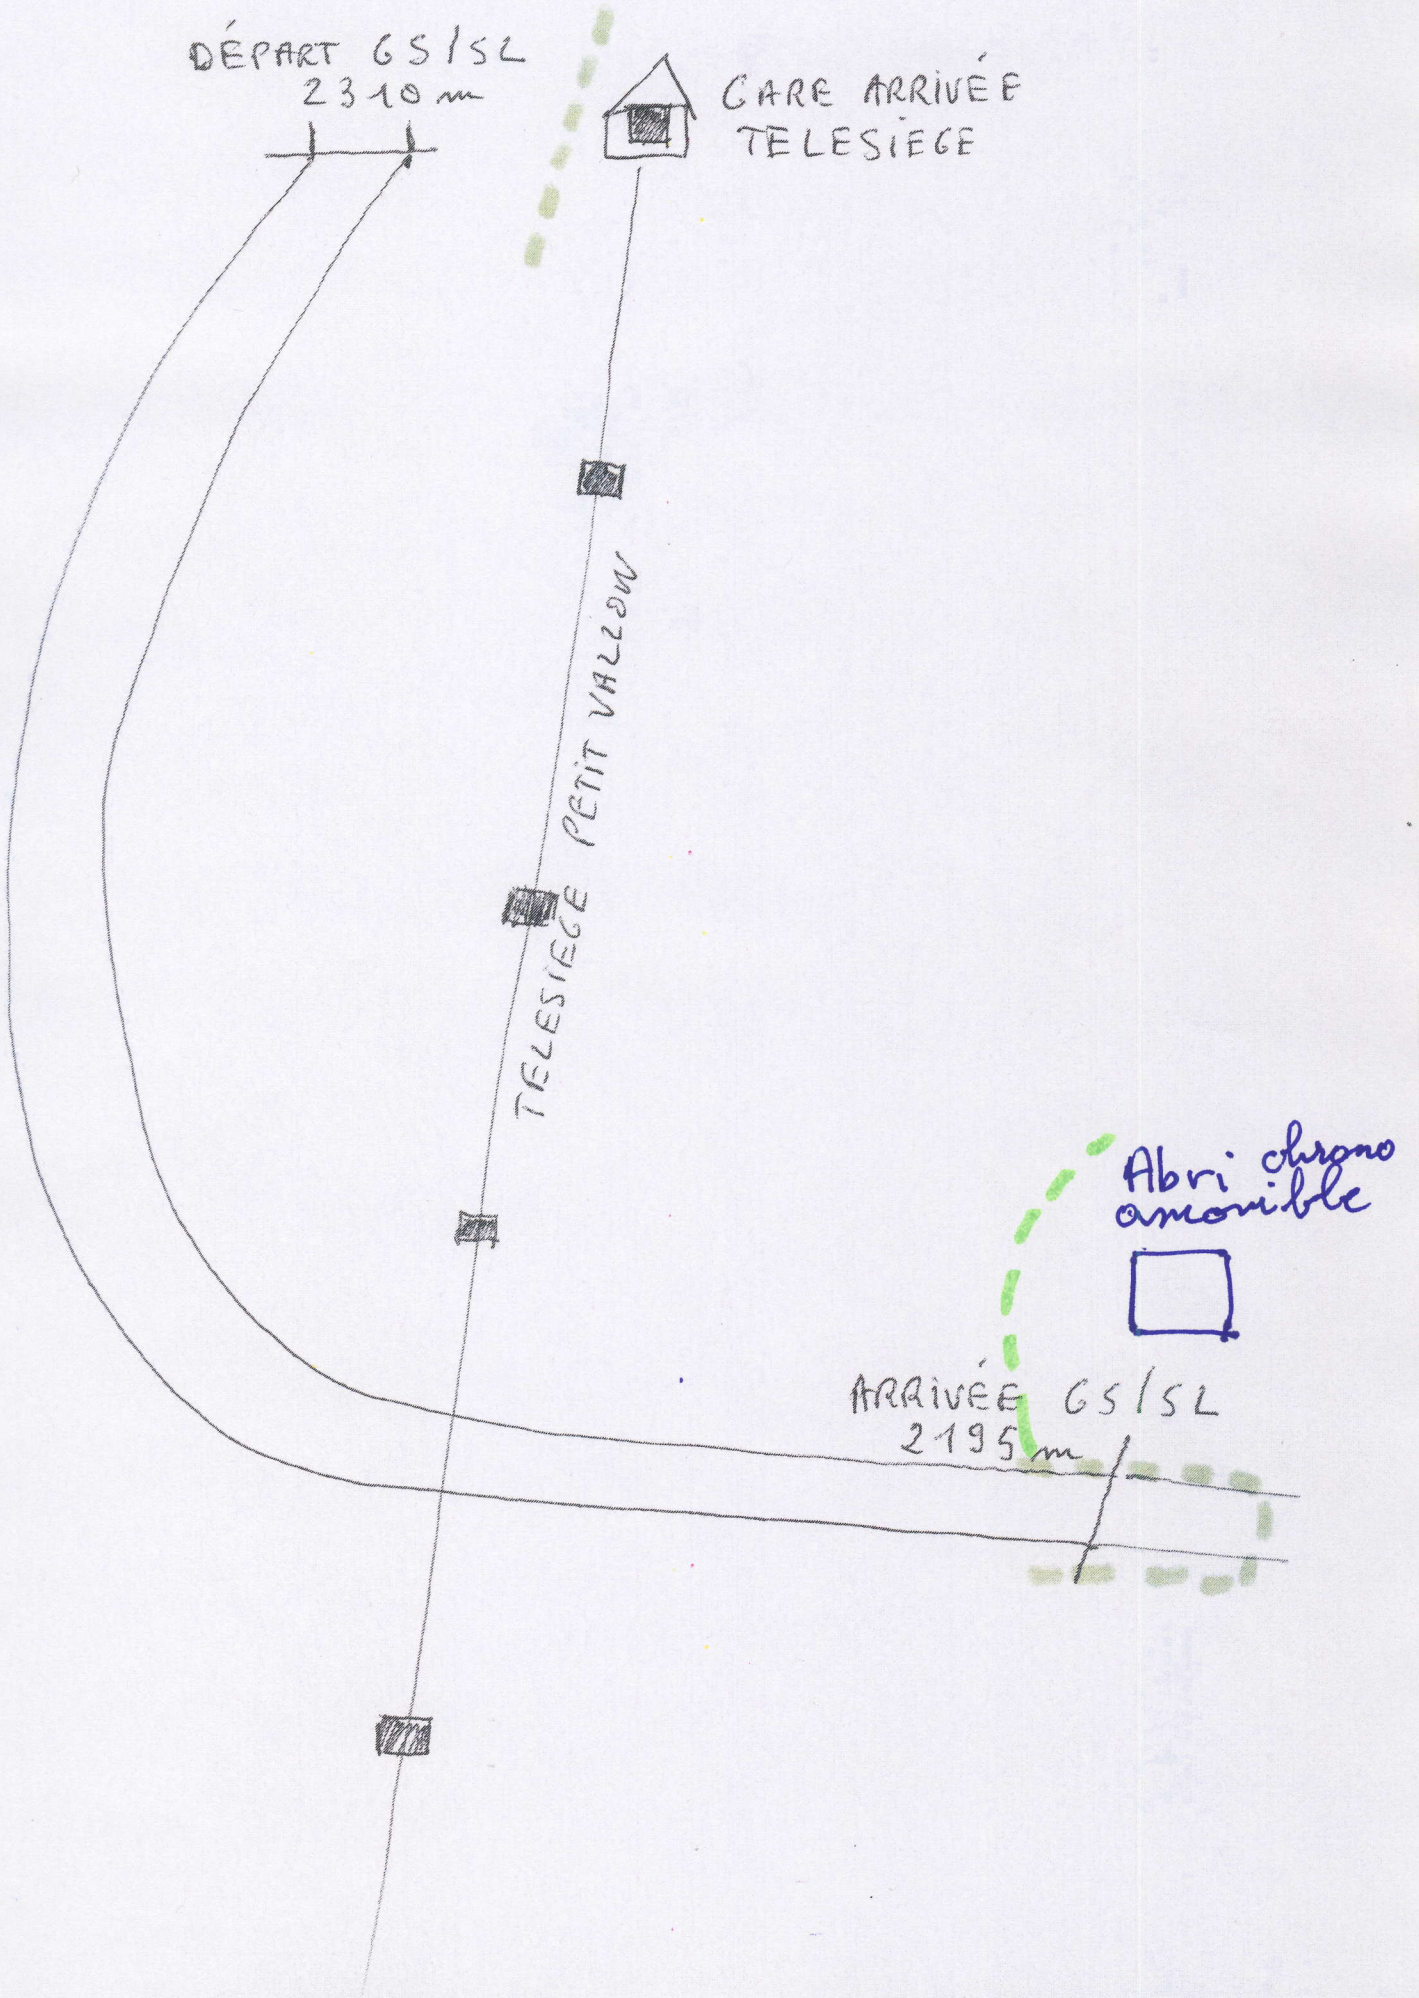 DÉPART GS/SL
2310 m
GARE ARRIVÉE
TELESIEGE
TELESIEGE PETIT VALLON
Abri chrono
amovible
ARRIVÉE GS/SL
2195 m